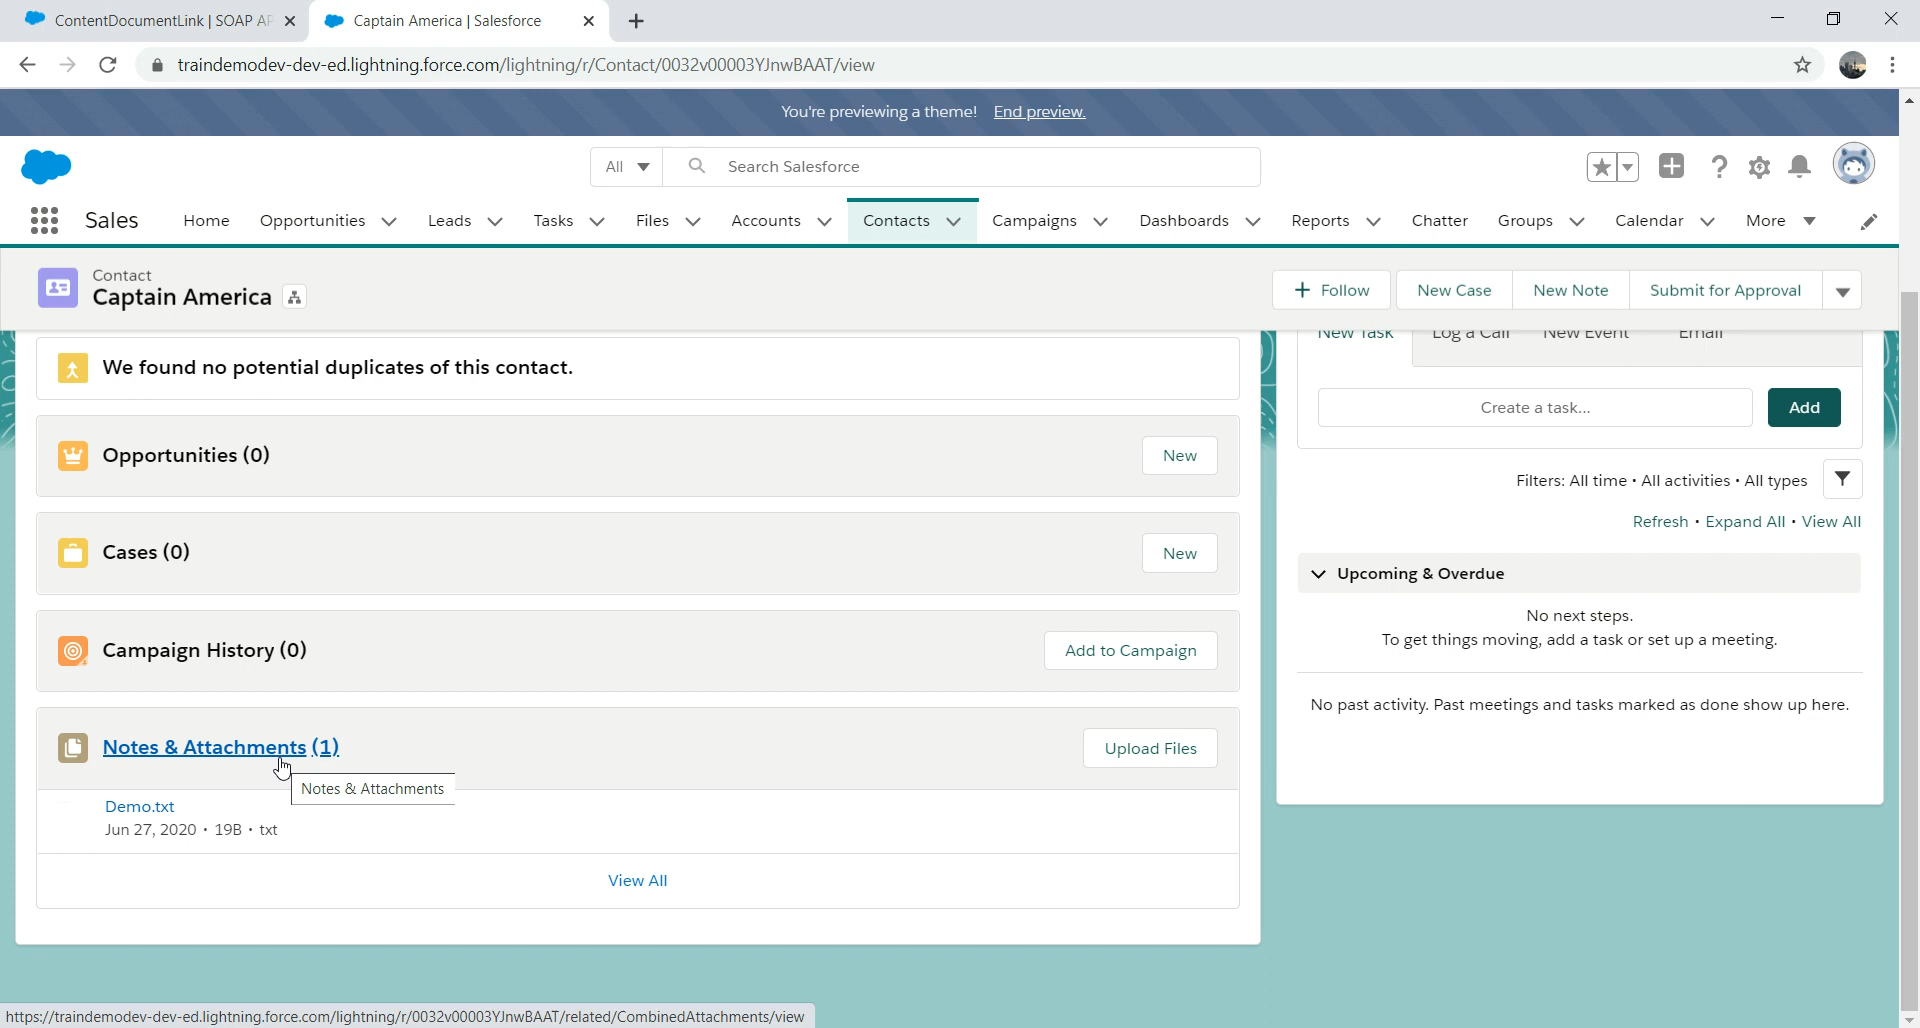 ContentDocumentLink | SOAP AP
Captain America | Salesforce
traindemodev-dev-ed.lightning.force.com/lightning/r/Contact/0032v00003YJnwBAAT/view
You're previewing a theme! End preview.
All Search Salesforce
Sales Home Opportunities Leads Tasks Files Accounts Contacts Campaigns Dashboards Reports Chatter Groups Calendar More
Contact
Captain America
+ Follow New Case New Note Submit for Approval
We found no potential duplicates of this contact.
Opportunities (0) New
Cases (0) New
Campaign History (0) Add to Campaign
Notes & Attachments (1) Upload Files
Notes & Attachments
Demo.txt
Jun 27, 2020 • 19B • txt
View All
New Task Log a Call New Event Email
Create a task... Add
Filters: All time • All activities • All types
Refresh • Expand All • View All
Upcoming & Overdue
No next steps.
To get things moving, add a task or set up a meeting.
No past activity. Past meetings and tasks marked as done show up here.
https://traindemodev-dev-ed.lightning.force.com/lightning/r/0032v00003YJnwBAAT/related/CombinedAttachments/view